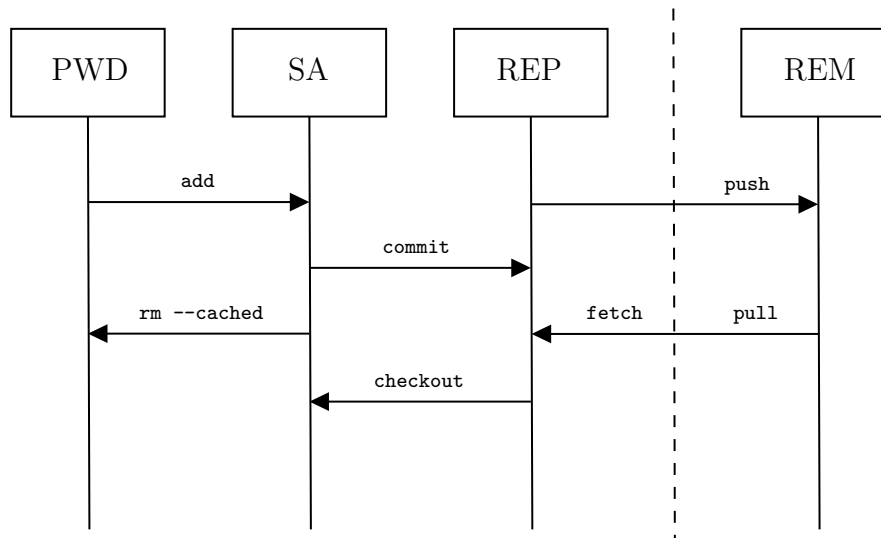 PWD SA REP REM
add push
commit
rm --cached fetch pull
checkout